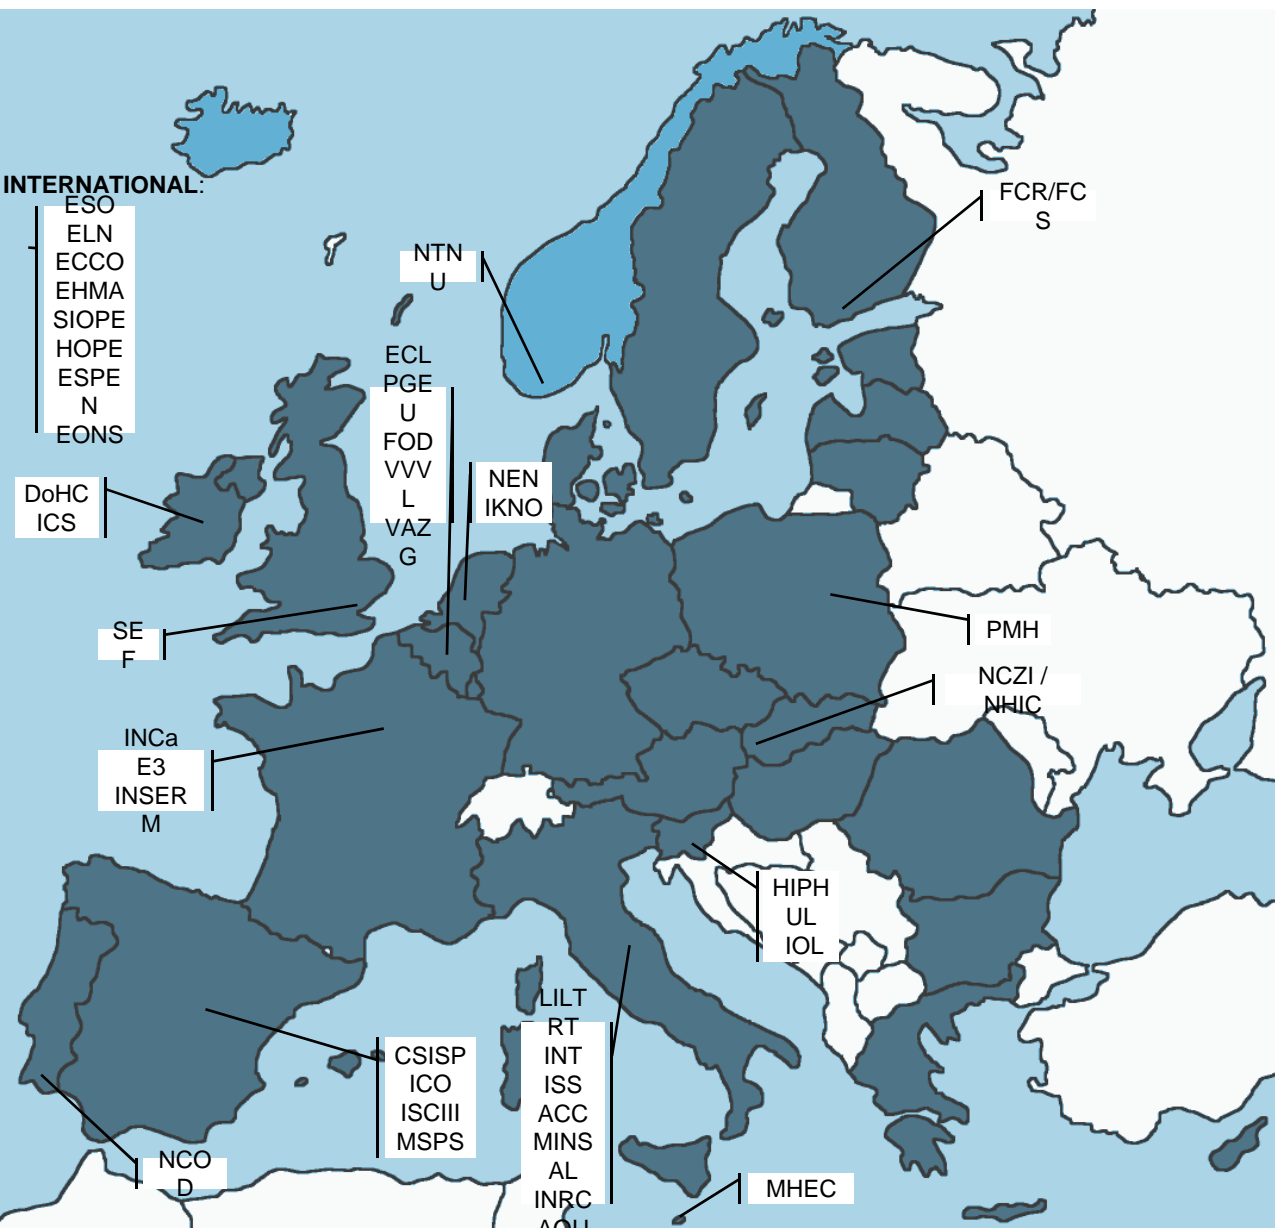 INTERNATIONAL:
ESO
ELN
ECCO
EHMA
SIOPE
HOPE
ESPE
N
EONS
FCR/FC
S
NTN
U
ECL
PGE
U
FOD
VVV
L
VAZ
G
NEN
IKNO
DoHC
ICS
SE
F
PMH
NCZI /
NHIC
INCa
E3
INSER
M
HIPH
UL
IOL
LILT
RT
INT
ISS
ACC
MINS
AL
INRC
AOU
CSISP
ICO
ISCIII
MSPS
NCO
D
MHEC